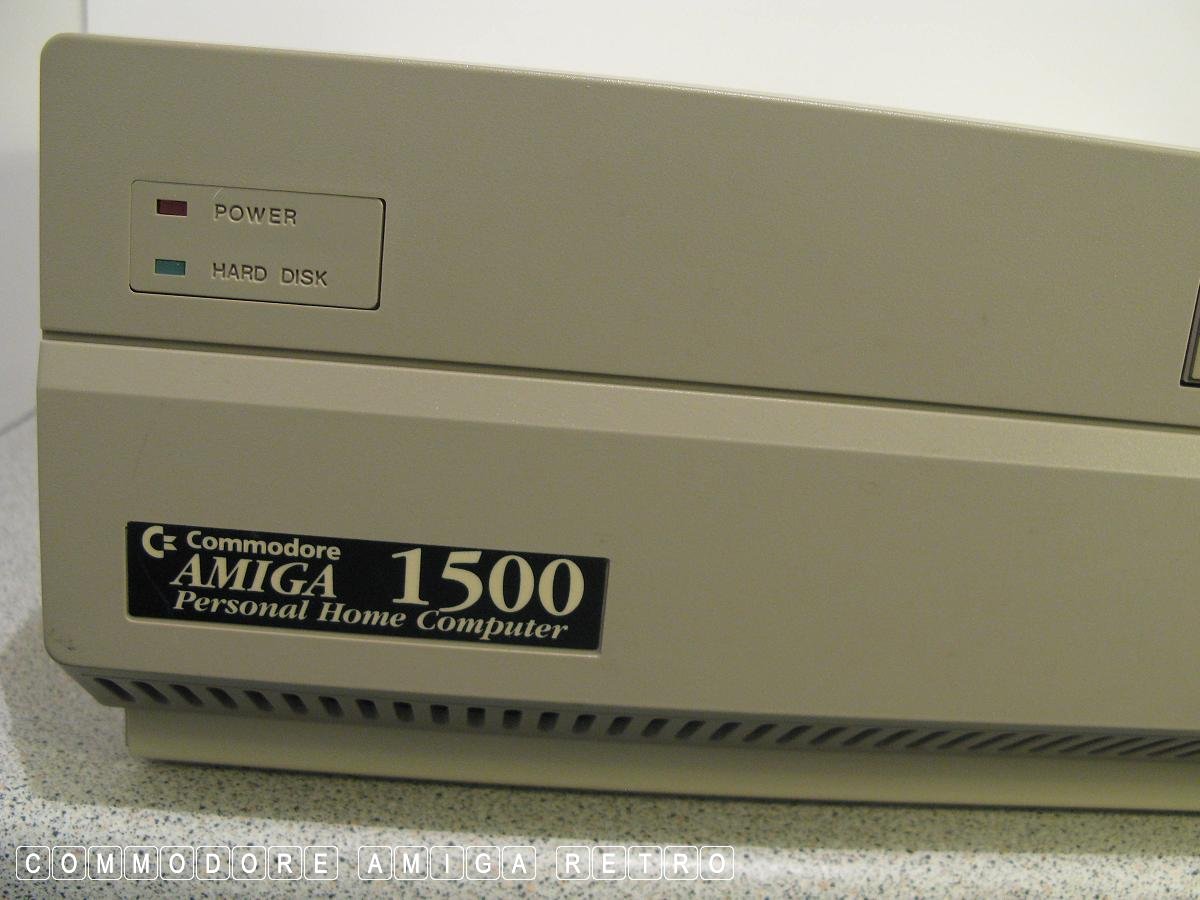 POWER
HARD DISK
Commodore
AMIGA 1500
Personal Home Computer
COMMODORE AMIGA RETRO